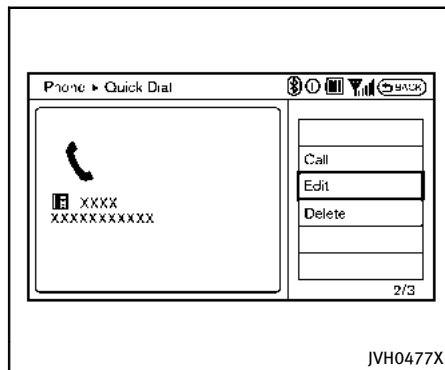 Phone ▸ Quick Dial
BACK
Call
XXXX
Edit
XXXXXXXXXXX
Delete
2/3
JVH0477X